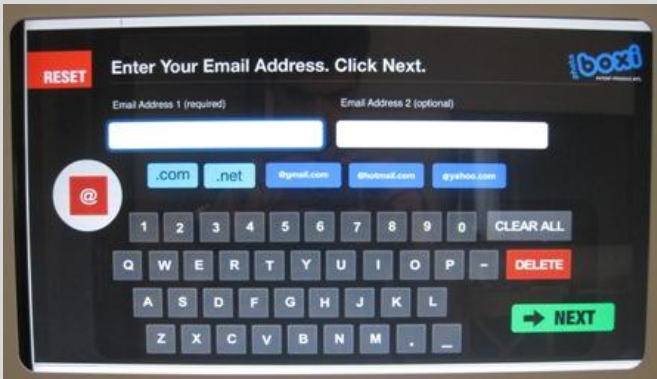 RESET
Enter Your Email Address. Click Next.
photo
boxi
Email Address 1 (required)
Email Address 2 (optional)
@
.com .net @gmail.com @hotmail.com @yahoo.com
1 2 3 4 5 6 7 8 9 0 CLEAR ALL
Q W E R T Y U I O P - DELETE
A S D F G H J K L
Z X C V B N M . _
NEXT